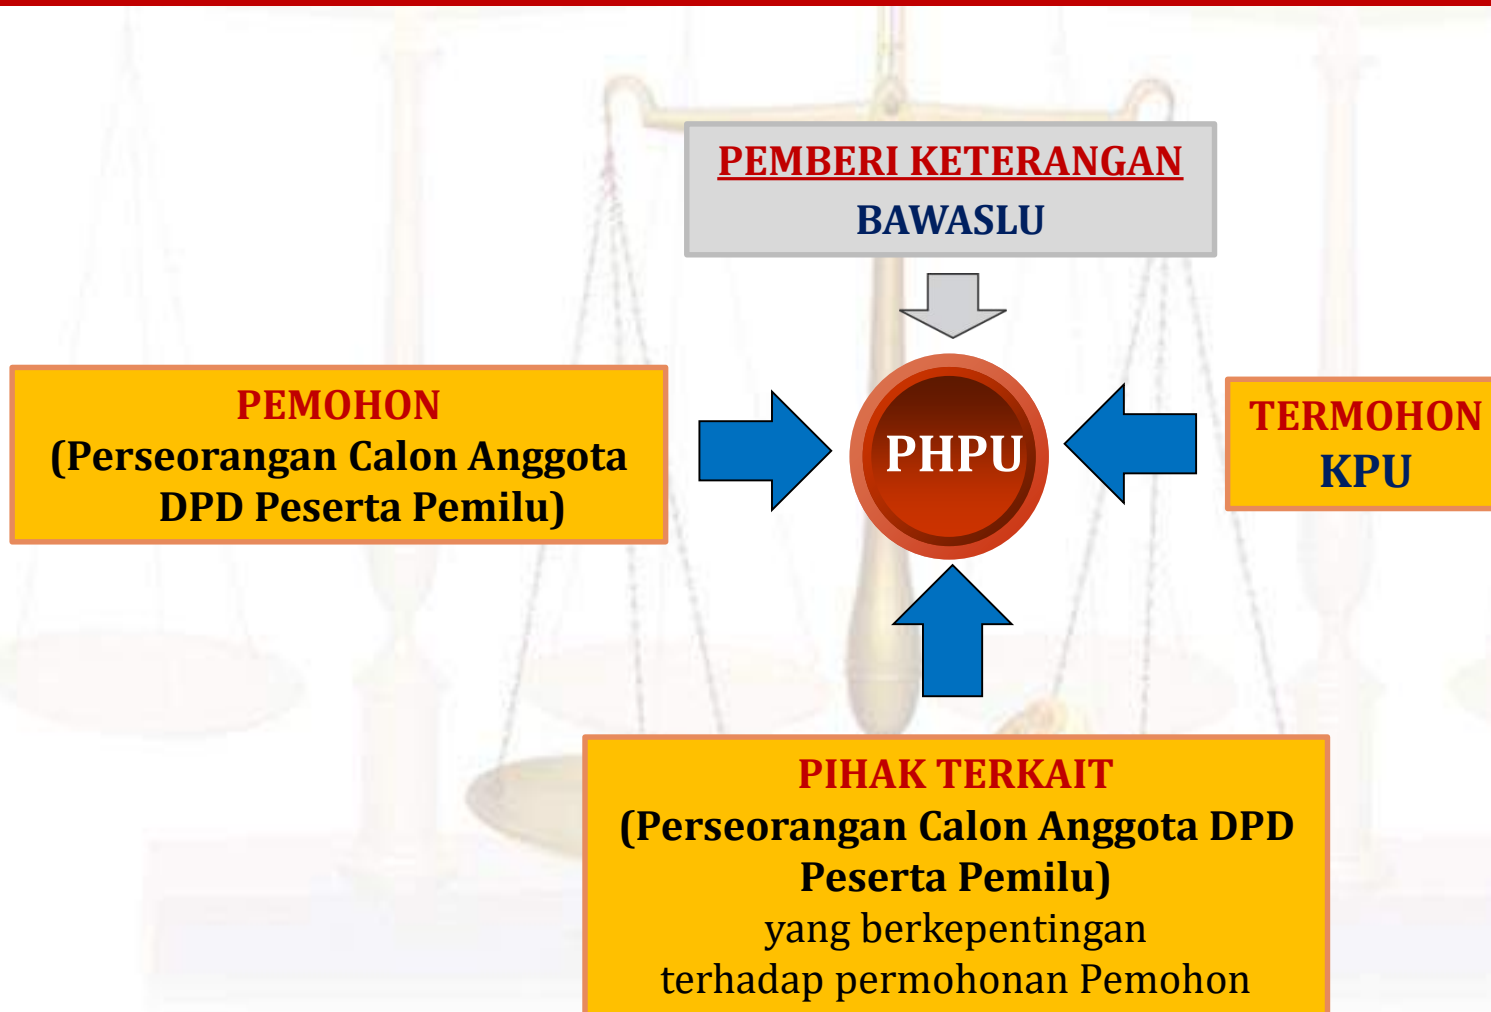 PEMBERI KETERANGAN
BAWASLU
PEMOHON
(Perseorangan Calon Anggota
DPD Peserta Pemilu)
PHPU
TERMOHON
KPU
PIHAK TERKAIT
(Perseorangan Calon Anggota DPD
Peserta Pemilu)
yang berkepentingan
terhadap permohonan Pemohon